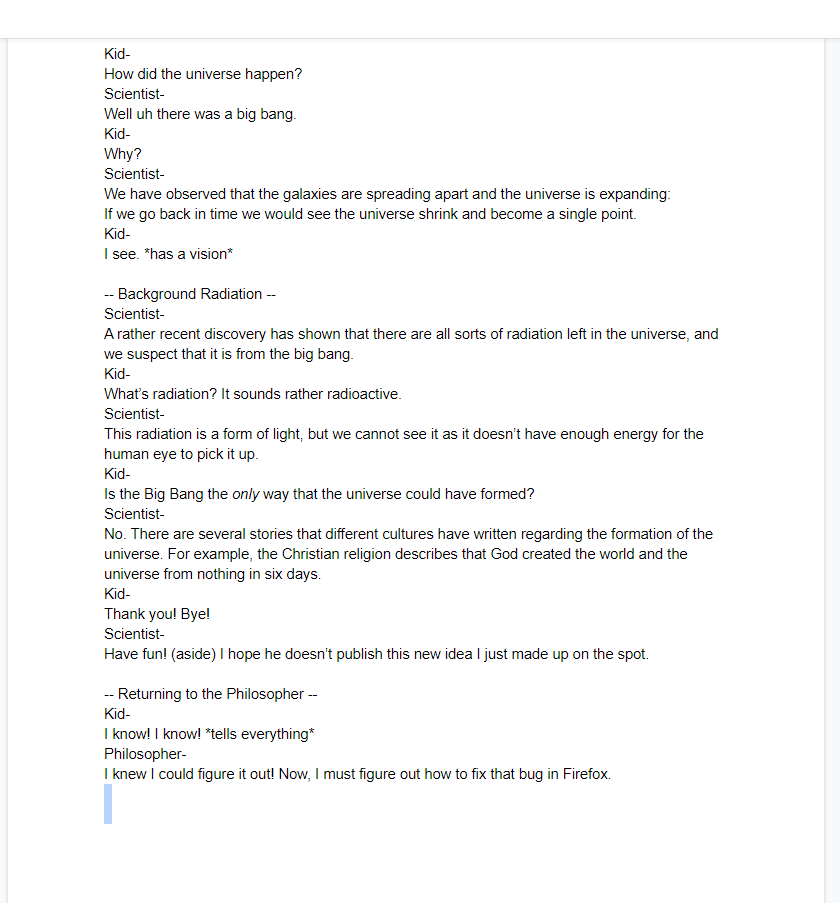 Kid-
How did the universe happen?
Scientist-
Well uh there was a big bang.
Kid-
Why?
Scientist-
We have observed that the galaxies are spreading apart and the universe is expanding:
If we go back in time we would see the universe shrink and become a single point.
Kid-
I see. *has a vision*
-- Background Radiation --
Scientist-
A rather recent discovery has shown that there are all sorts of radiation left in the universe, and
we suspect that it is from the big bang.
Kid-
What’s radiation? It sounds rather radioactive.
Scientist-
This radiation is a form of light, but we cannot see it as it doesn’t have enough energy for the
human eye to pick it up.
Kid-
Is the Big Bang the only way that the universe could have formed?
Scientist-
No. There are several stories that different cultures have written regarding the formation of the
universe. For example, the Christian religion describes that God created the world and the
universe from nothing in six days.
Kid-
Thank you! Bye!
Scientist-
Have fun! (aside) I hope he doesn’t publish this new idea I just made up on the spot.
-- Returning to the Philosopher --
Kid-
I know! I know! *tells everything*
Philosopher-
I knew I could figure it out! Now, I must figure out how to fix that bug in Firefox.